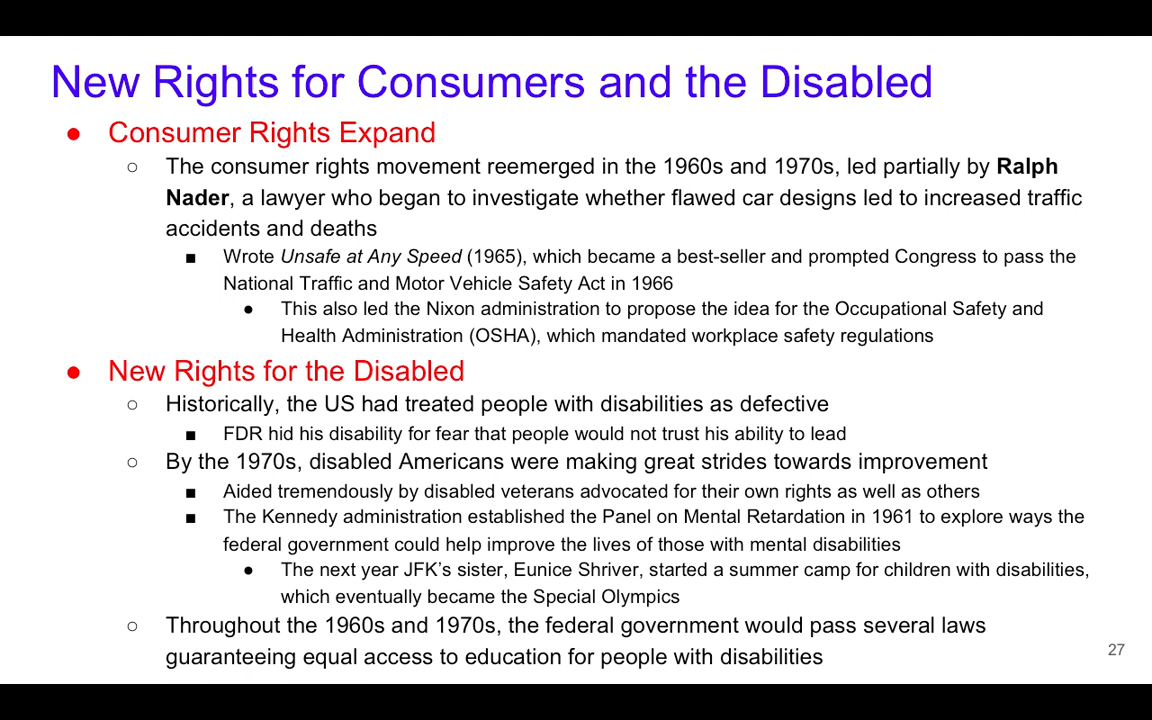 New Rights for Consumers and the Disabled
● Consumer Rights Expand
○ The consumer rights movement reemerged in the 1960s and 1970s, led partially by Ralph
Nader, a lawyer who began to investigate whether flawed car designs led to increased traffic
accidents and deaths
■ Wrote Unsafe at Any Speed (1965), which became a best-seller and prompted Congress to pass the
National Traffic and Motor Vehicle Safety Act in 1966
● This also led the Nixon administration to propose the idea for the Occupational Safety and
Health Administration (OSHA), which mandated workplace safety regulations
● New Rights for the Disabled
○ Historically, the US had treated people with disabilities as defective
■ FDR hid his disability for fear that people would not trust his ability to lead
○ By the 1970s, disabled Americans were making great strides towards improvement
■ Aided tremendously by disabled veterans advocated for their own rights as well as others
■ The Kennedy administration established the Panel on Mental Retardation in 1961 to explore ways the
federal government could help improve the lives of those with mental disabilities
● The next year JFK's sister, Eunice Shriver, started a summer camp for children with disabilities,
which eventually became the Special Olympics
○ Throughout the 1960s and 1970s, the federal government would pass several laws
guaranteeing equal access to education for people with disabilities
27